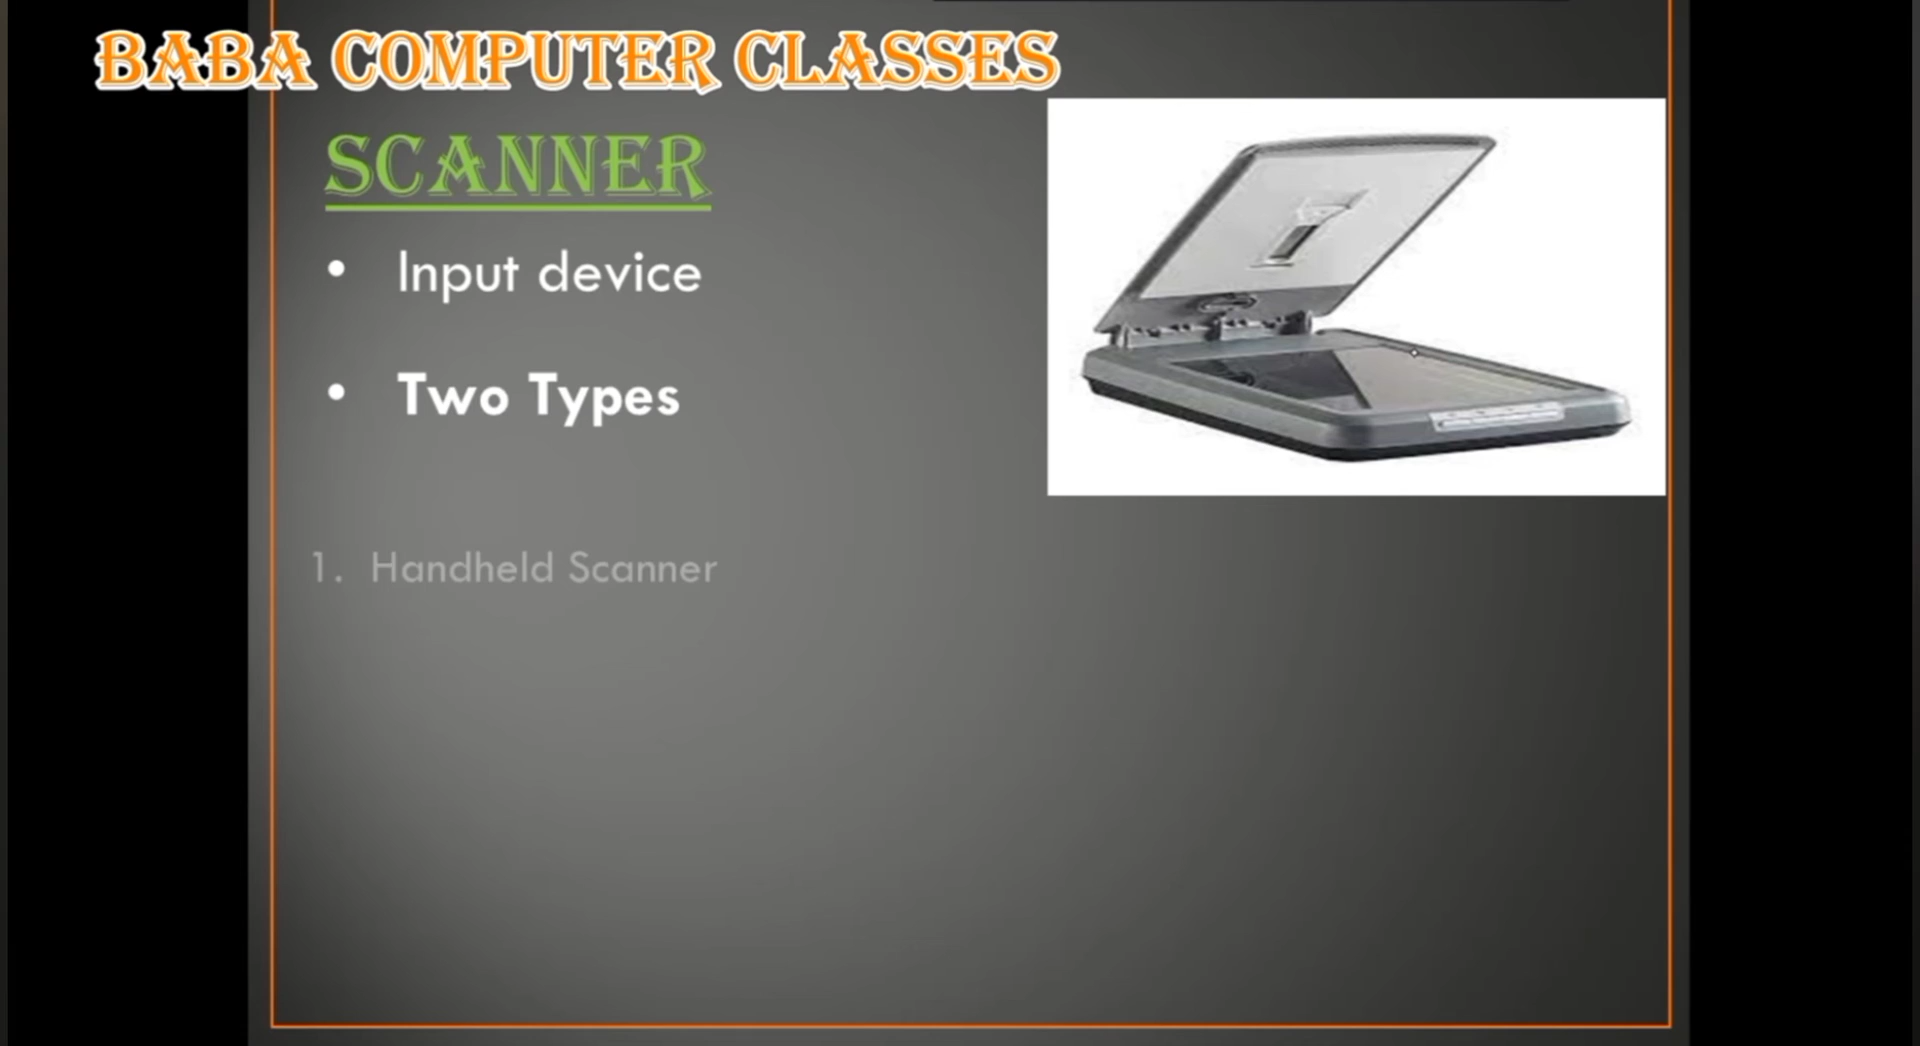 BABA COMPUTER CLASSES
SCANNER
• Input device
• Two Types
1. Handheld Scanner